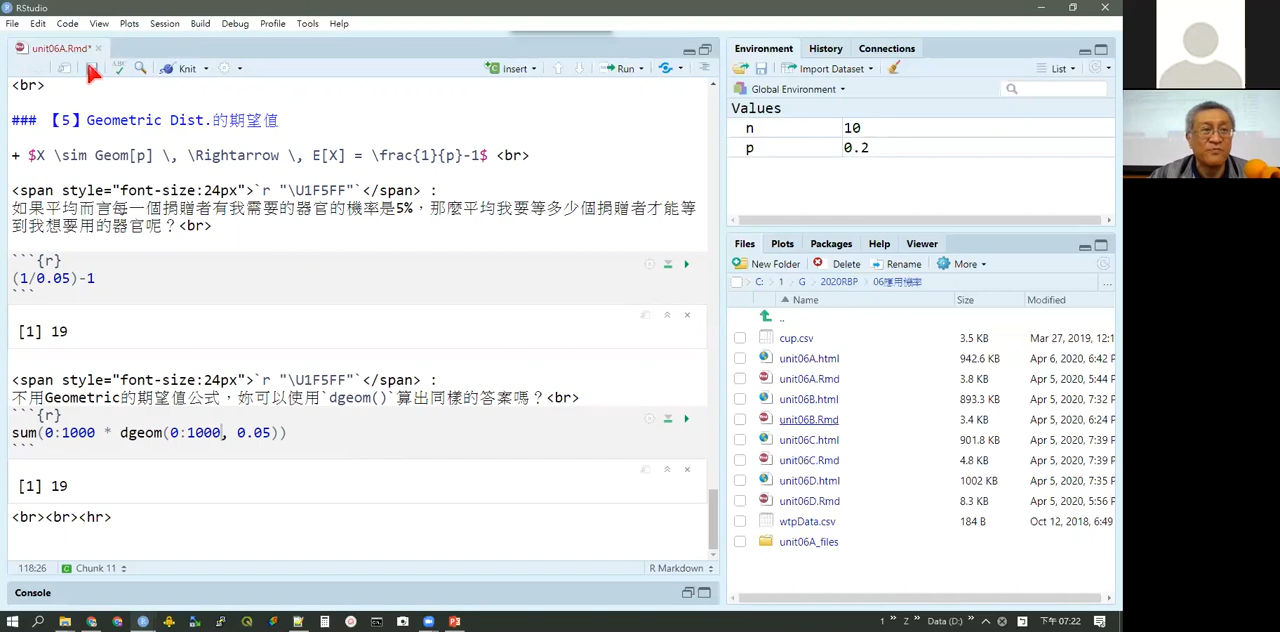 RStudio
File Edit Code View Plots Session Build Debug Profile Tools Help
unit06A.Rmd*
ABC Knit Insert Run
<br>
### 【5】Geometric Dist.的期望值
+ $X \sim Geom[p] \, \Rightarrow \, E[X] = \frac{1}{p}-1$ <br>
<span style="font-size:24px">`r "\U1F5FF"`</span> :
如果平均而言每一個捐贈者有我需要的器官的機率是5%，那麼平均我要等多少個捐贈者才能等
到我想要用的器官呢？<br>
```{r}
(1/0.05)-1
```
[1] 19
<span style="font-size:24px">`r "\U1F5FF"`</span> :
不用Geometric的期望值公式，妳可以使用`dgeom()`算出同樣的答案嗎？<br>
```{r}
sum(0:1000 * dgeom(0:1000, 0.05))
```
[1] 19
<br><br><hr>
118:26 Chunk 11 R Markdown
Console
Environment History Connections
Import Dataset List
Global Environment
Values
n 10
p 0.2
Files Plots Packages Help Viewer
New Folder Delete Rename More
C: 1 G 2020RBP 06應用機率 ...
Name Size Modified
..
cup.csv 3.5 KB Mar 27, 2019, 12:1
unit06A.html 942.6 KB Apr 6, 2020, 6:42 P
unit06A.Rmd 3.8 KB Apr 5, 2020, 5:44 P
unit06B.html 893.3 KB Apr 5, 2020, 7:32 P
unit06B.Rmd 3.4 KB Apr 5, 2020, 6:24 P
unit06C.html 901.8 KB Apr 5, 2020, 7:39 P
unit06C.Rmd 4.8 KB Apr 5, 2020, 7:39 P
unit06D.html 1002 KB Apr 5, 2020, 7:35 P
unit06D.Rmd 8.3 KB Apr 5, 2020, 5:56 P
wtpData.csv 184 B Oct 12, 2018, 6:49
unit06A_files
1 » Z » Data (D:) » 下午 07:22